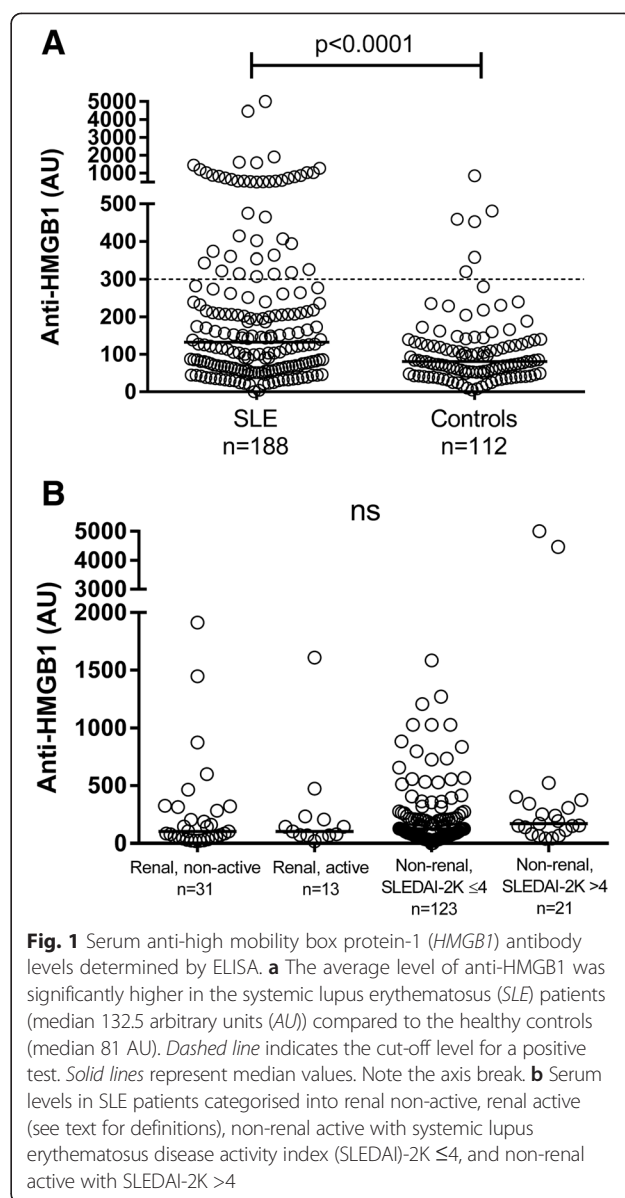 A
p<0.0001
Anti-HMGB1 (AU)
5000
4000
3000
2000
1000
500
400
300
200
100
0
SLE
n=188
Controls
n=112
B
ns
Anti-HMGB1 (AU)
5000
4000
3000
2000
1500
1000
500
0
Renal, non-active
n=31
Renal, active
n=13
Non-renal,
SLEDAI-2K ≤4
n=123
Non-renal,
SLEDAI-2K >4
n=21
Fig. 1 Serum anti-high mobility box protein-1 (HMGB1) antibody
levels determined by ELISA. a The average level of anti-HMGB1 was
significantly higher in the systemic lupus erythematosus (SLE) patients
(median 132.5 arbitrary units (AU)) compared to the healthy controls
(median 81 AU). Dashed line indicates the cut-off level for a positive
test. Solid lines represent median values. Note the axis break. b Serum
levels in SLE patients categorised into renal non-active, renal active
(see text for definitions), non-renal active with systemic lupus
erythematosus disease activity index (SLEDAI)-2K ≤4, and non-renal
active with SLEDAI-2K >4